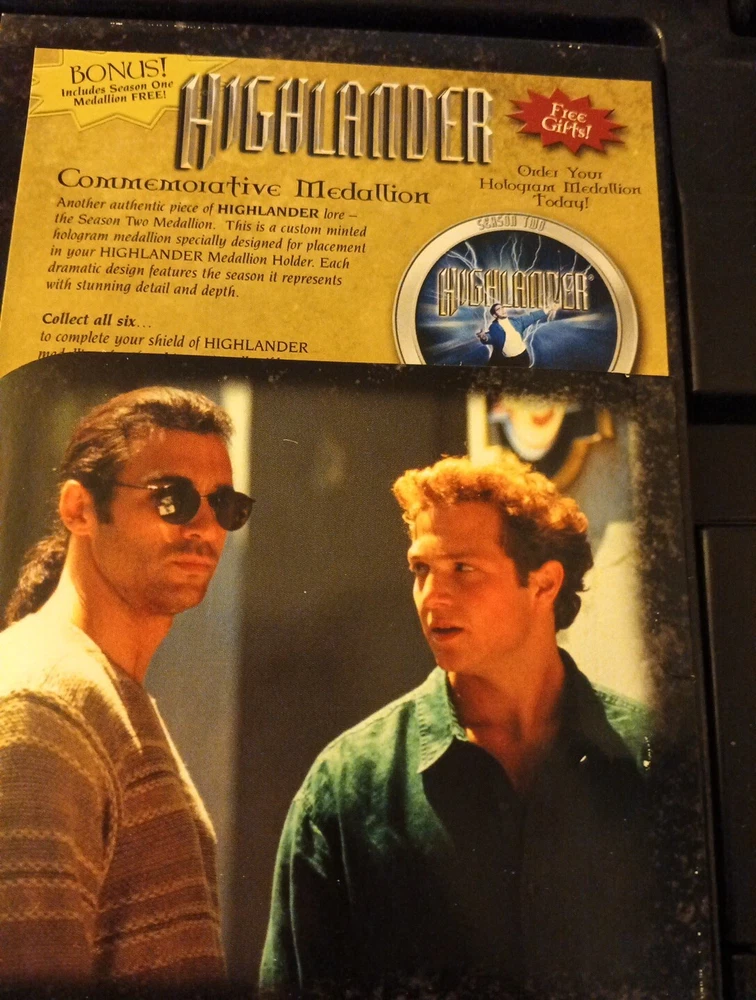 BONUS!
Includes Season One
Medallion FREE!
HIGHLANDER
Free
Gifts!
Commemorative Medallion
Another authentic piece of HIGHLANDER lore –
the Season Two Medallion. This is a custom minted
hologram medallion specially designed for placement
in your HIGHLANDER Medallion Holder. Each
dramatic design features the season it represents
with stunning detail and depth.
Collect all six...
to complete your shield of HIGHLANDER
Order Your
Hologram Medallion
Today!
SEASON TWO
HIGHLANDER®